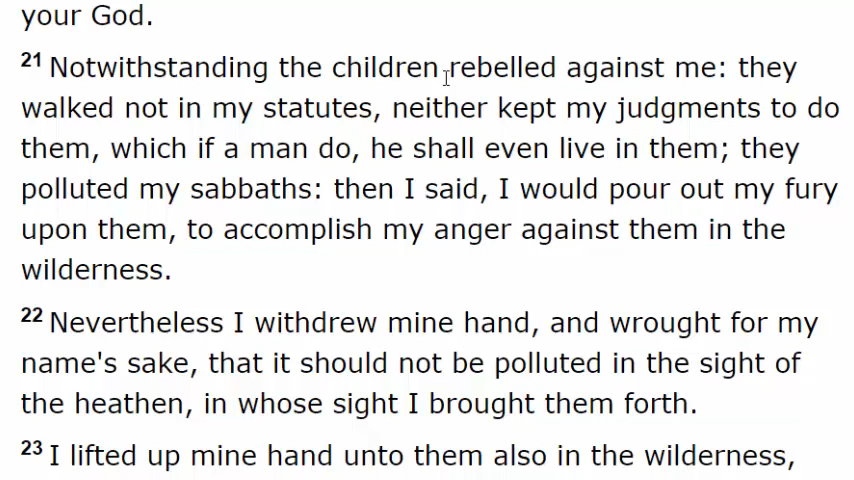 your God.
21 Notwithstanding the children rebelled against me: they
walked not in my statutes, neither kept my judgments to do
them, which if a man do, he shall even live in them; they
polluted my sabbaths: then I said, I would pour out my fury
upon them, to accomplish my anger against them in the
wilderness.
22 Nevertheless I withdrew mine hand, and wrought for my
name's sake, that it should not be polluted in the sight of
the heathen, in whose sight I brought them forth.
23 I lifted up mine hand unto them also in the wilderness,